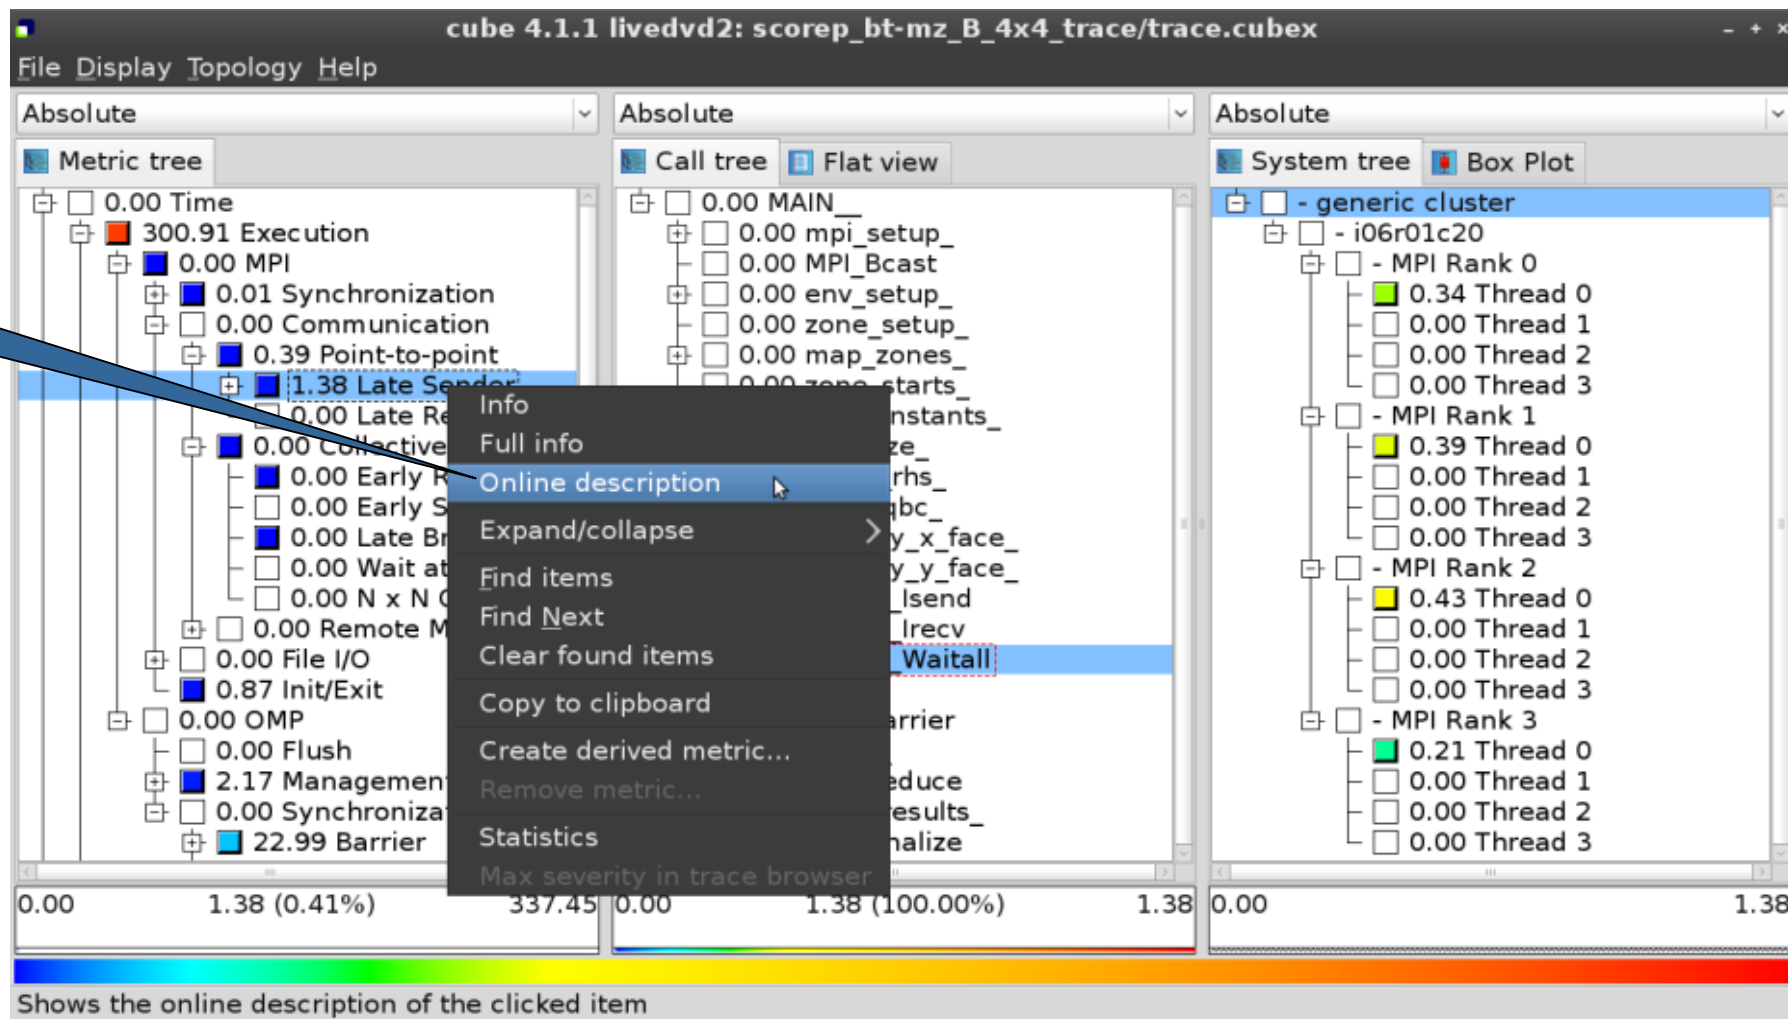 cube 4.1.1 livedvd2: scorep_bt-mz_B_4x4_trace/trace.cubex
File Display Topology Help
Absolute
Metric tree
0.00 Time
300.91 Execution
0.00 MPI
0.01 Synchronization
0.00 Communication
0.39 Point-to-point
1.38 Late Sender
0.00 Late Re
0.00 Collective
0.00 Early R
0.00 Early S
0.00 Late Br
0.00 Wait at
0.00 N x N
0.00 Remote M
0.00 File I/O
0.87 Init/Exit
0.00 OMP
0.00 Flush
2.17 Management
0.00 Synchroniza
22.99 Barrier
0.00 1.38 (0.41%) 337.45
Info
Full info
Online description
Expand/collapse
Find items
Find Next
Clear found items
Copy to clipboard
Create derived metric...
Remove metric...
Statistics
Max severity in trace browser
Absolute
Call tree Flat view
0.00 MAIN__
0.00 mpi_setup_
0.00 MPI_Bcast
0.00 env_setup_
0.00 zone_setup_
0.00 map_zones_
0.00 zone_starts_
nstants_
ze_
rhs_
qbc_
y_x_face_
y_y_face_
_Isend
_Irecv
_Waitall
arrier
educe
esults_
nalize
0.00 1.38 (100.00%) 1.38
Absolute
System tree Box Plot
- generic cluster
- i06r01c20
- MPI Rank 0
0.34 Thread 0
0.00 Thread 1
0.00 Thread 2
0.00 Thread 3
- MPI Rank 1
0.39 Thread 0
0.00 Thread 1
0.00 Thread 2
0.00 Thread 3
- MPI Rank 2
0.43 Thread 0
0.00 Thread 1
0.00 Thread 2
0.00 Thread 3
- MPI Rank 3
0.21 Thread 0
0.00 Thread 1
0.00 Thread 2
0.00 Thread 3
0.00 1.38
Shows the online description of the clicked item